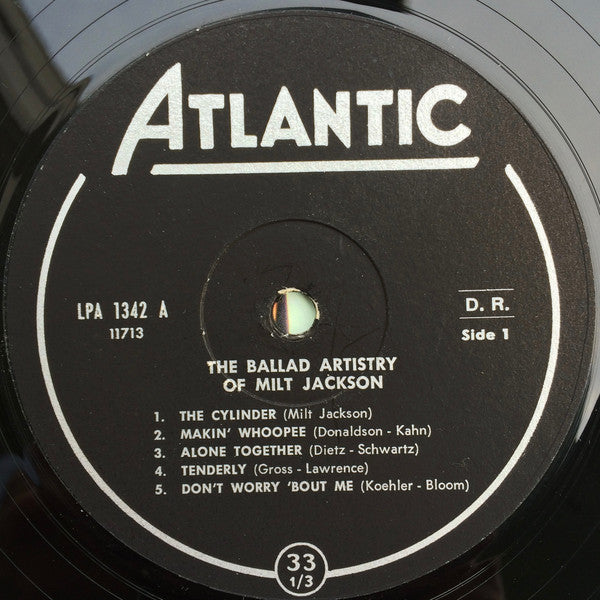 ATLANTIC
LPA 1342 A
11713
D. R.
Side 1
THE BALLAD ARTISTRY
OF MILT JACKSON
1. THE CYLINDER (Milt Jackson)
2. MAKIN' WHOOPEE (Donaldson - Kahn)
3. ALONE TOGETHER (Dietz - Schwartz)
4. TENDERLY (Gross - Lawrence)
5. DON'T WORRY 'BOUT ME (Koehler - Bloom)
33
1/3